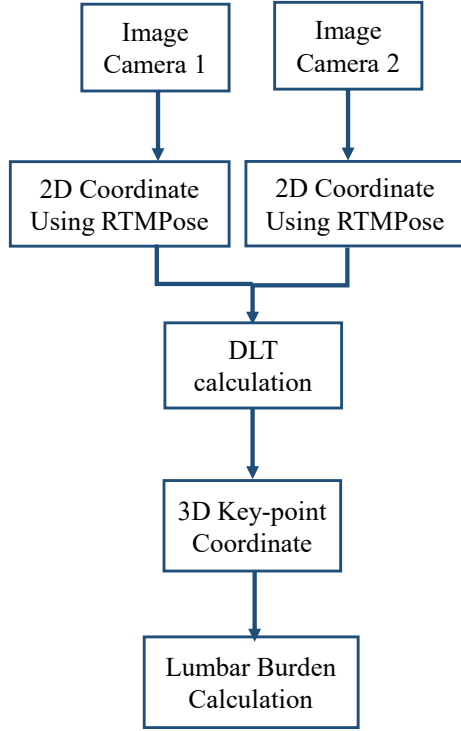 Image
Camera 1
Image
Camera 2
2D Coordinate
Using RTMPose
2D Coordinate
Using RTMPose
DLT
calculation
3D Key-point
Coordinate
Lumbar Burden
Calculation